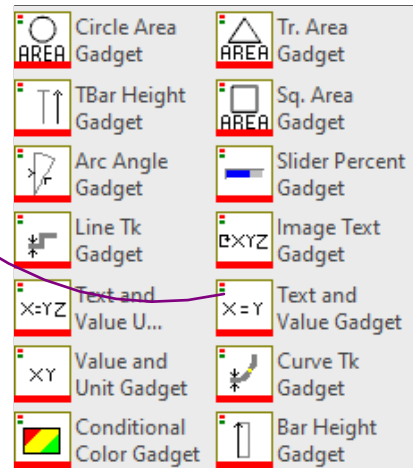 Circle Area
Gadget
AREA
Tr. Area
Gadget
AREA
TBar Height
Gadget
T
Sq. Area
Gadget
AREA
Arc Angle
Gadget
r
Slider Percent
Gadget
Line Tk
Gadget
Image Text
Gadget
XYZ
Text and
Value U...
X=YZ
Text and
Value Gadget
X=Y
Value and
Unit Gadget
XY
Curve Tk
Gadget
Conditional
Color Gadget
Bar Height
Gadget